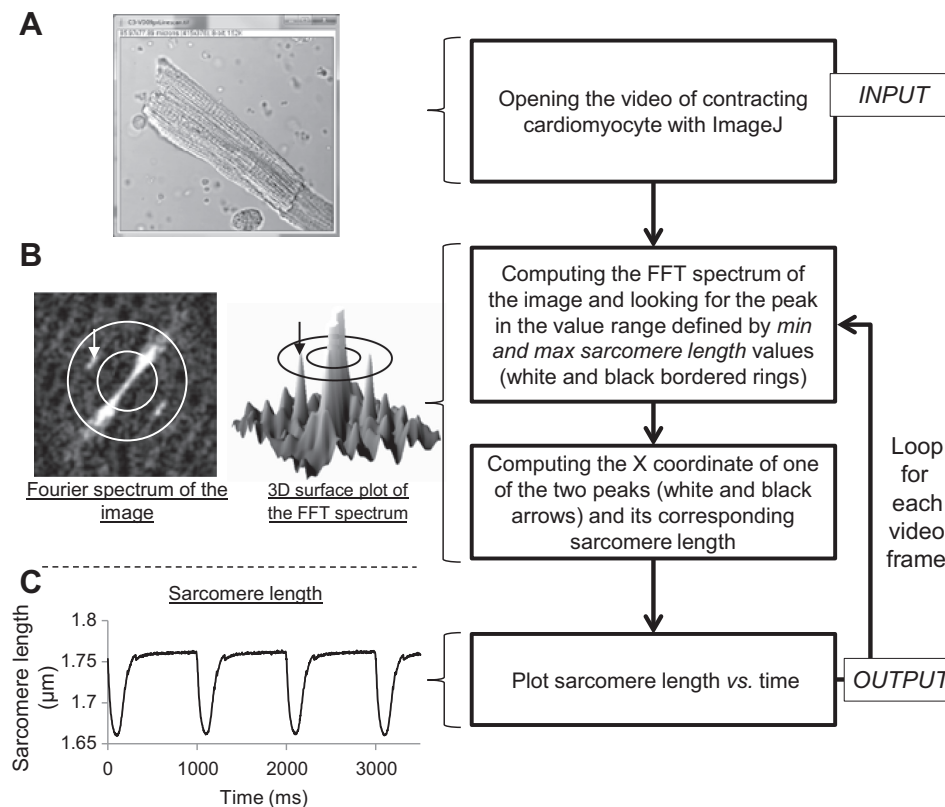 A
Opening the video of contracting
cardiomyocyte with ImageJ
INPUT
B
Fourier spectrum of the
image
3D surface plot of
the FFT spectrum
Computing the FFT spectrum of
the image and looking for the peak
in the value range defined by min
and max sarcomere length values
(white and black bordered rings)
Computing the X coordinate of one
of the two peaks (white and black
arrows) and its corresponding
sarcomere length
Loop
for
each
video
frame
C
Sarcomere length
Sarcomere length
(µm)
1.8
1.75
1.7
1.65
0
1000
2000
3000
Time (ms)
Plot sarcomere length vs. time
OUTPUT